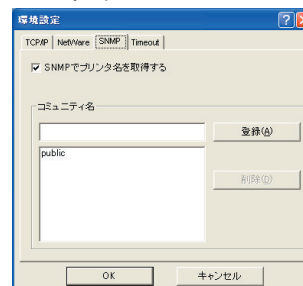 環境設定
TCP/IP NetWare SNMP Timeout
SNMPでプリンタ名を取得する
コミュニティ名
登録(A)
public
削除(D)
OK キャンセル